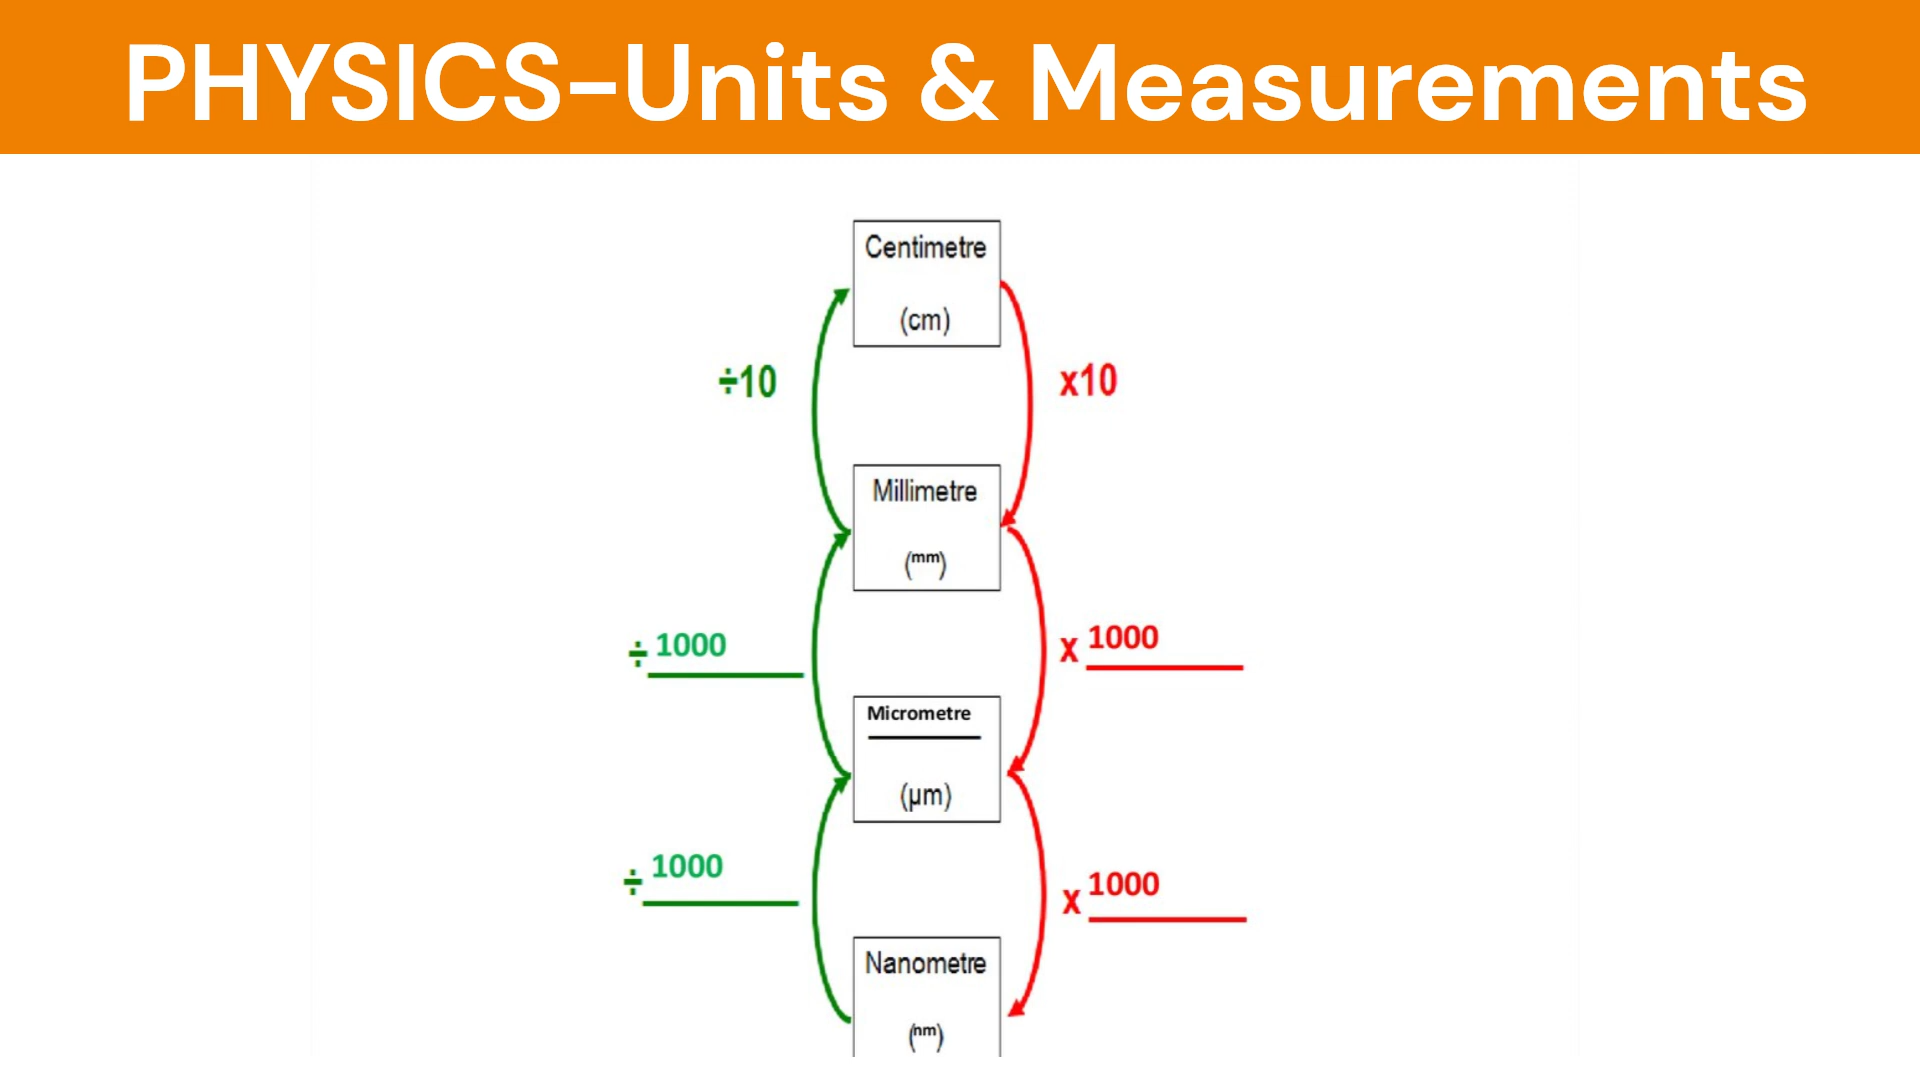 PHYSICS-Units & Measurements
Centimetre
(cm)
÷10
x10
Millimetre
(mm)
÷ 1000
x 1000
Micrometre
(µm)
÷ 1000
x 1000
Nanometre
(nm)